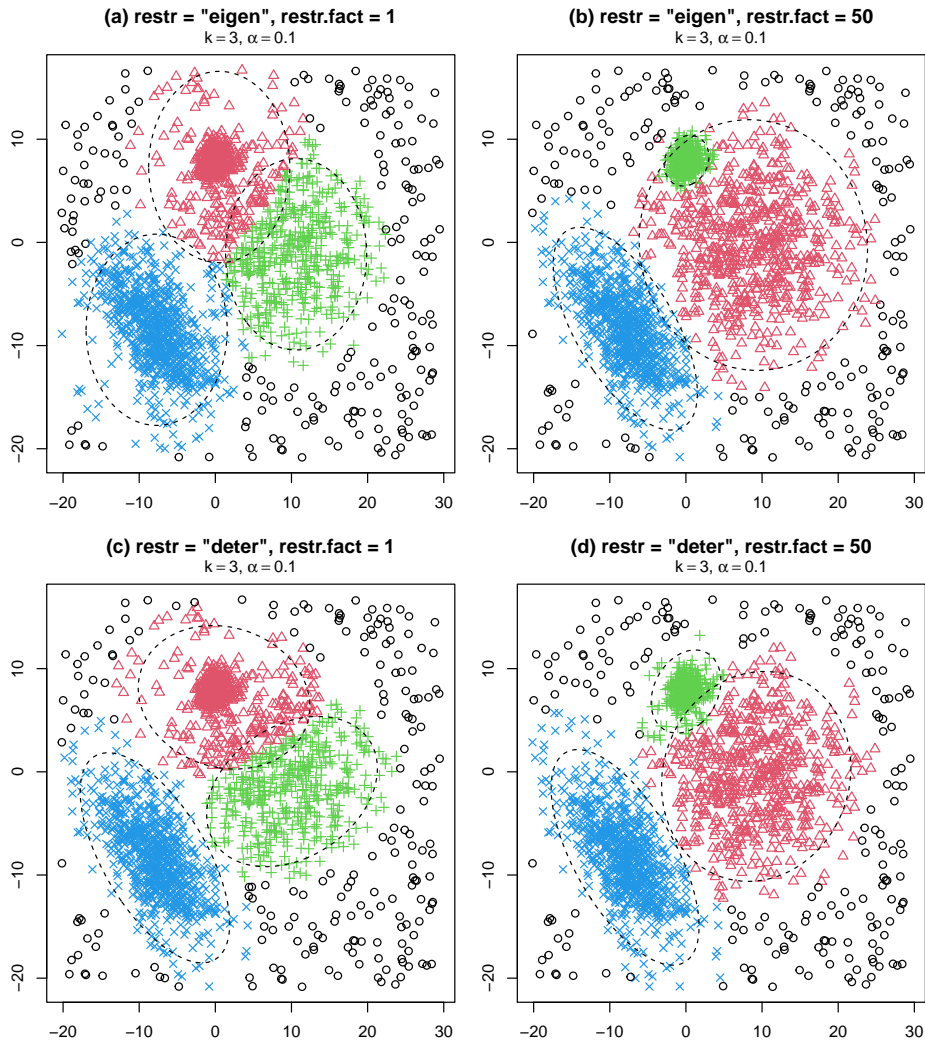 (a) restr = "eigen", restr.fact = 1
k = 3, α = 0.1
10
0
−10
−20
−20 −10 0 10 20 30
(b) restr = "eigen", restr.fact = 50
k = 3, α = 0.1
10
0
−10
−20
−20 −10 0 10 20 30
(c) restr = "deter", restr.fact = 1
k = 3, α = 0.1
10
0
−10
−20
−20 −10 0 10 20 30
(d) restr = "deter", restr.fact = 50
k = 3, α = 0.1
10
0
−10
−20
−20 −10 0 10 20 30